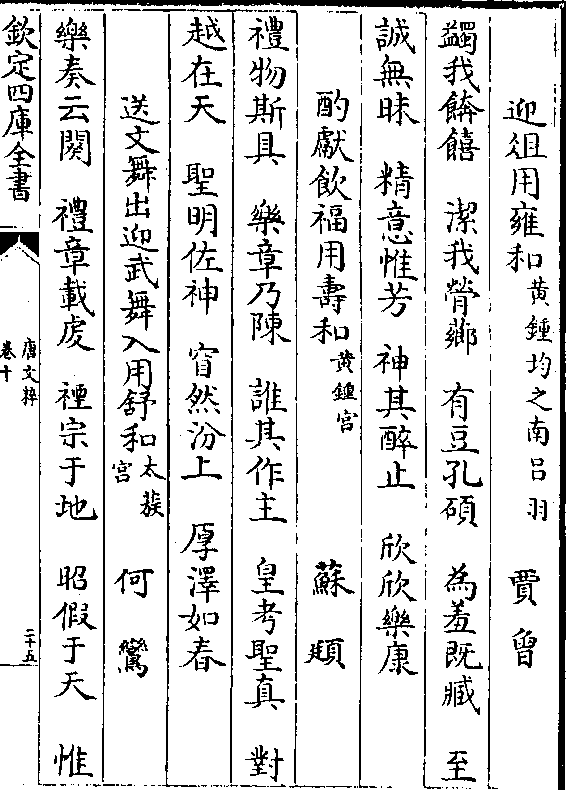 迎俎用雍和黄鍾均之南吕羽　賈曾
蠲我餴饎　潔我膋薌　有豆孔碩　為羞既臧　至
誠無昧　精意惟芳　神其醉止　欣欣樂康
酌獻飲福用壽和黄鍾宫　蘇頲
禮物斯具　樂章乃陳　誰其作主　皇考聖真　對
越在天　聖明佐神　窅然汾上　厚澤如春
送文舞出迎武舞入用舒和太蔟宫　何鸞
樂奏云闋　禮章載虔　禋宗于地　昭假于天　惟
欽定四庫全書
唐文粹
卷十
二十五